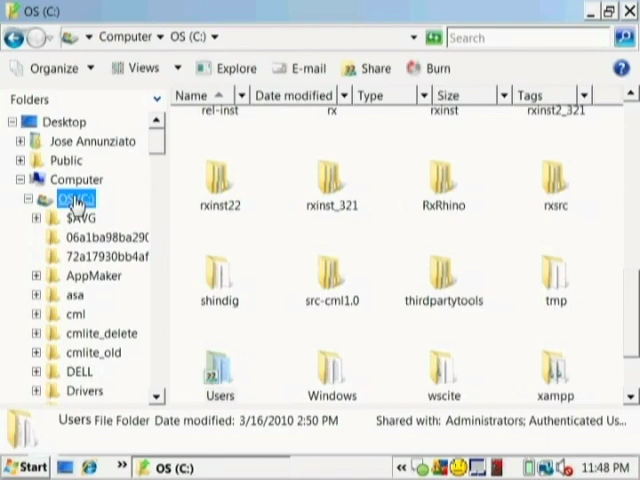 OS (C:)
Computer OS (C:) Search
Organize Views Explore E-mail Share Burn
Folders Name Date modified Type Size Tags
rel-inst rx rxinst rxinst2_321
Desktop
Jose Annunziato
Public
Computer
OS (C:)
$AVG
06a1ba98ba290
72a17930bb4af
AppMaker
asa
cml
cmlite_delete
cmlite_old
DELL
Drivers
rxinst22 rxinst_321 RxRhino rxsrc
shindig src-cml1.0 thirdpartytools tmp
Users Windows wscite xampp
Users File Folder Date modified: 3/16/2010 2:50 PM Shared with: Administrators; Authenticated Us...
Start OS (C:) 11:48 PM